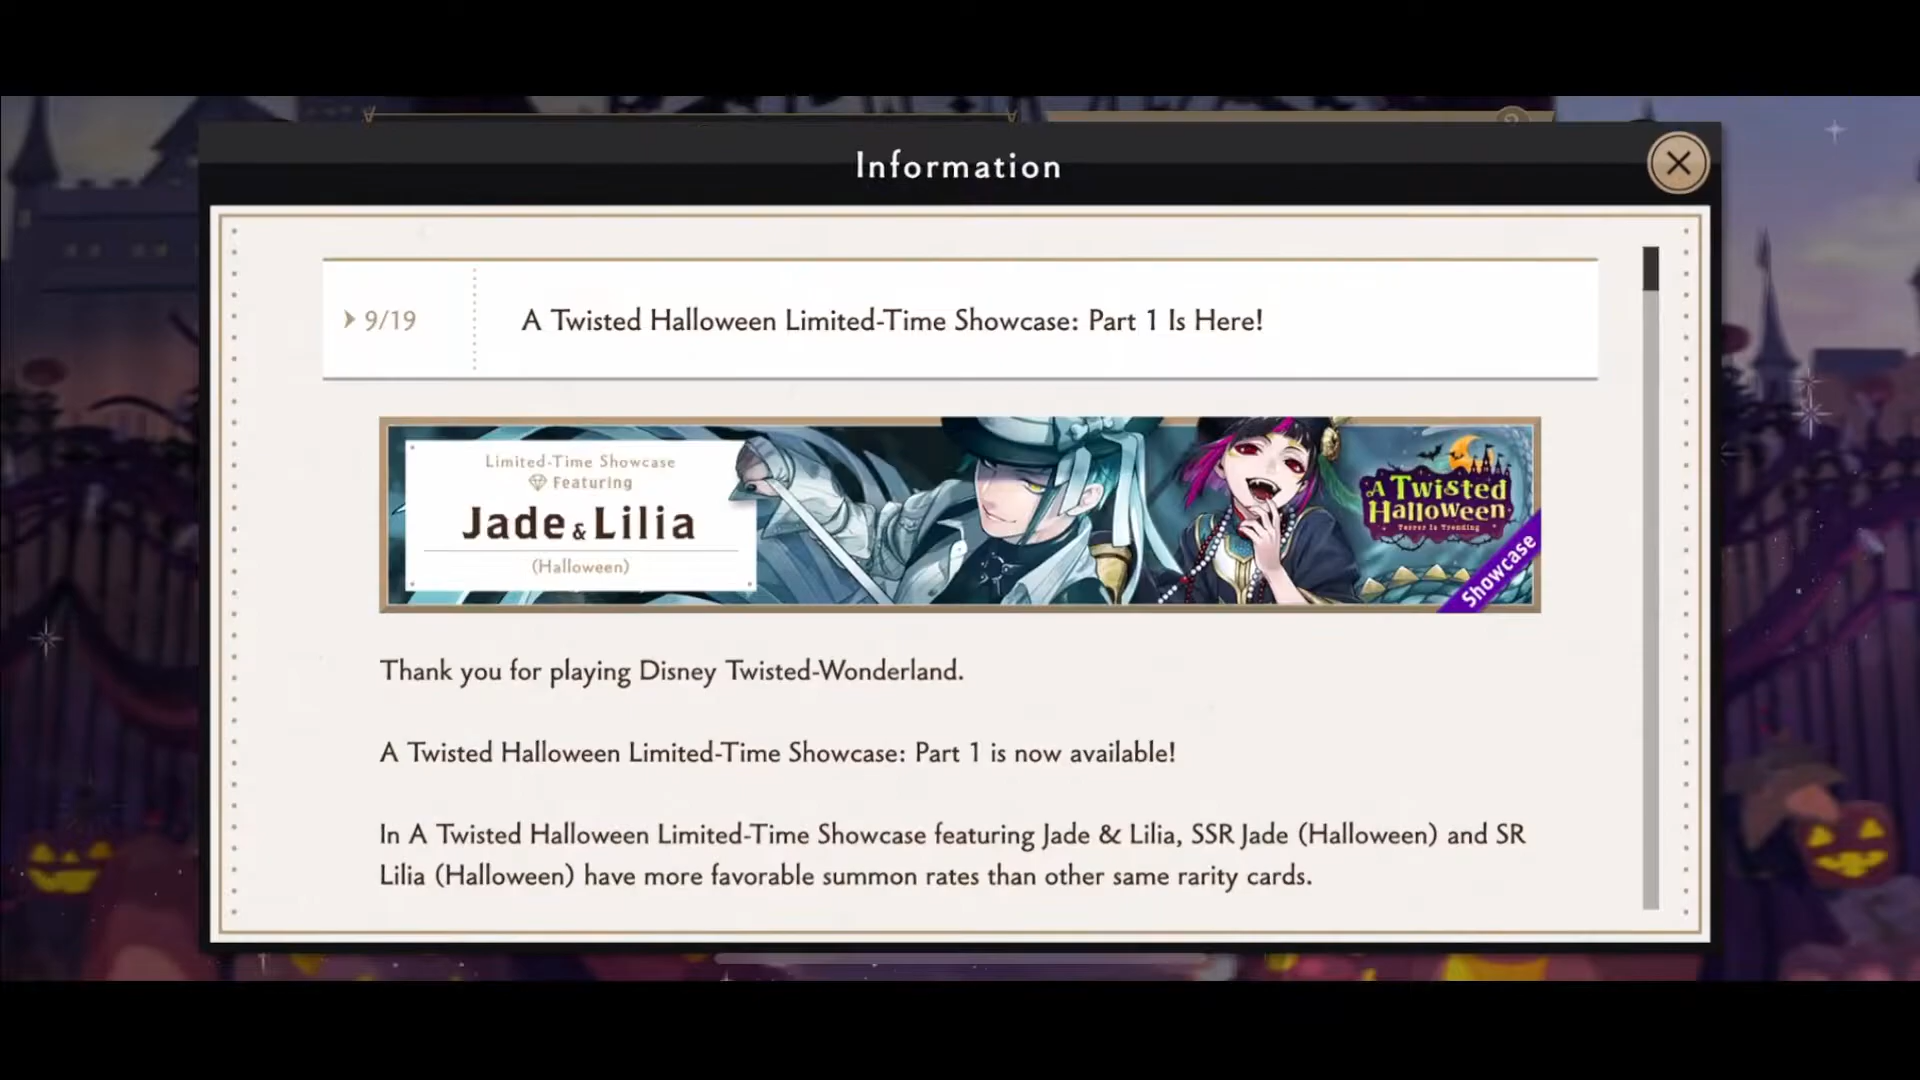 Information
9/19
A Twisted Halloween Limited-Time Showcase: Part 1 Is Here!
Limited-Time Showcase
Featuring
Jade & Lilia
(Halloween)
A Twisted
Halloween
Terror Is Trending
Showcase
Thank you for playing Disney Twisted-Wonderland.
A Twisted Halloween Limited-Time Showcase: Part 1 is now available!
In A Twisted Halloween Limited-Time Showcase featuring Jade & Lilia, SSR Jade (Halloween) and SR
Lilia (Halloween) have more favorable summon rates than other same rarity cards.